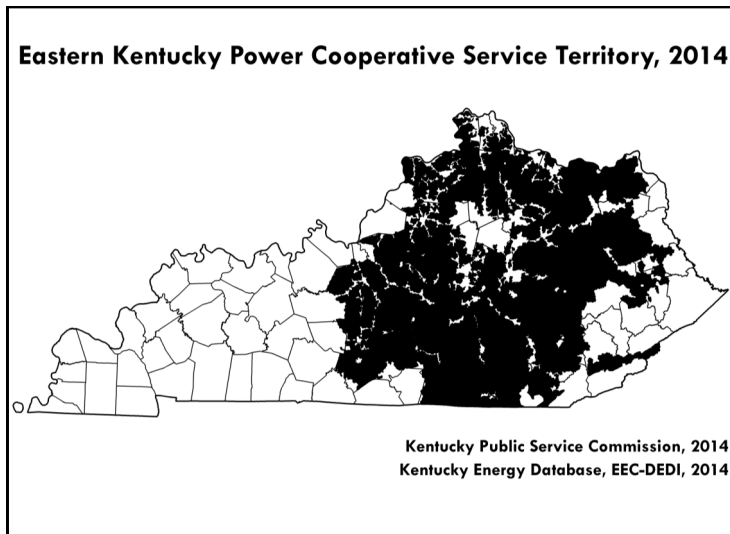 Eastern Kentucky Power Cooperative Service Territory, 2014
Kentucky Public Service Commission, 2014
Kentucky Energy Database, EEC-DEDI, 2014